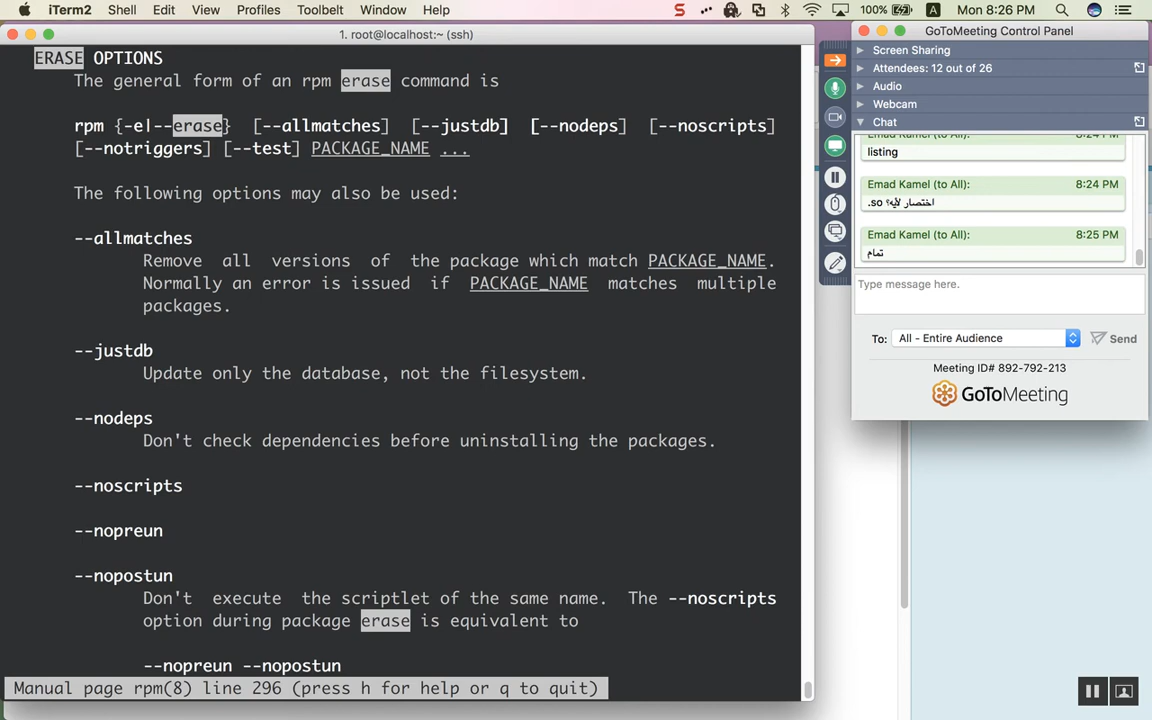 iTerm2 Shell Edit View Profiles Toolbelt Window Help 100% A Mon 8:26 PM
1. root@localhost:~ (ssh)
ERASE OPTIONS
The general form of an rpm erase command is
rpm {-e|--erase} [--allmatches] [--justdb] [--nodeps] [--noscripts]
[--notriggers] [--test] PACKAGE_NAME ...
The following options may also be used:
--allmatches
Remove all versions of the package which match PACKAGE_NAME.
Normally an error is issued if PACKAGE_NAME matches multiple
packages.
--justdb
Update only the database, not the filesystem.
--nodeps
Don't check dependencies before uninstalling the packages.
--noscripts
--nopreun
--nopostun
Don't execute the scriptlet of the same name. The --noscripts
option during package erase is equivalent to
--nopreun --nopostun
Manual page rpm(8) line 296 (press h for help or q to quit)
GoToMeeting Control Panel
Screen Sharing
Attendees: 12 out of 26
Audio
Webcam
Chat
Emad Kamel (to All): 8:24 PM
listing
Emad Kamel (to All): 8:24 PM
.so اختصار لأيه؟
Emad Kamel (to All): 8:25 PM
تمام
Type message here.
To: All - Entire Audience Send
Meeting ID# 892-792-213
GoToMeeting